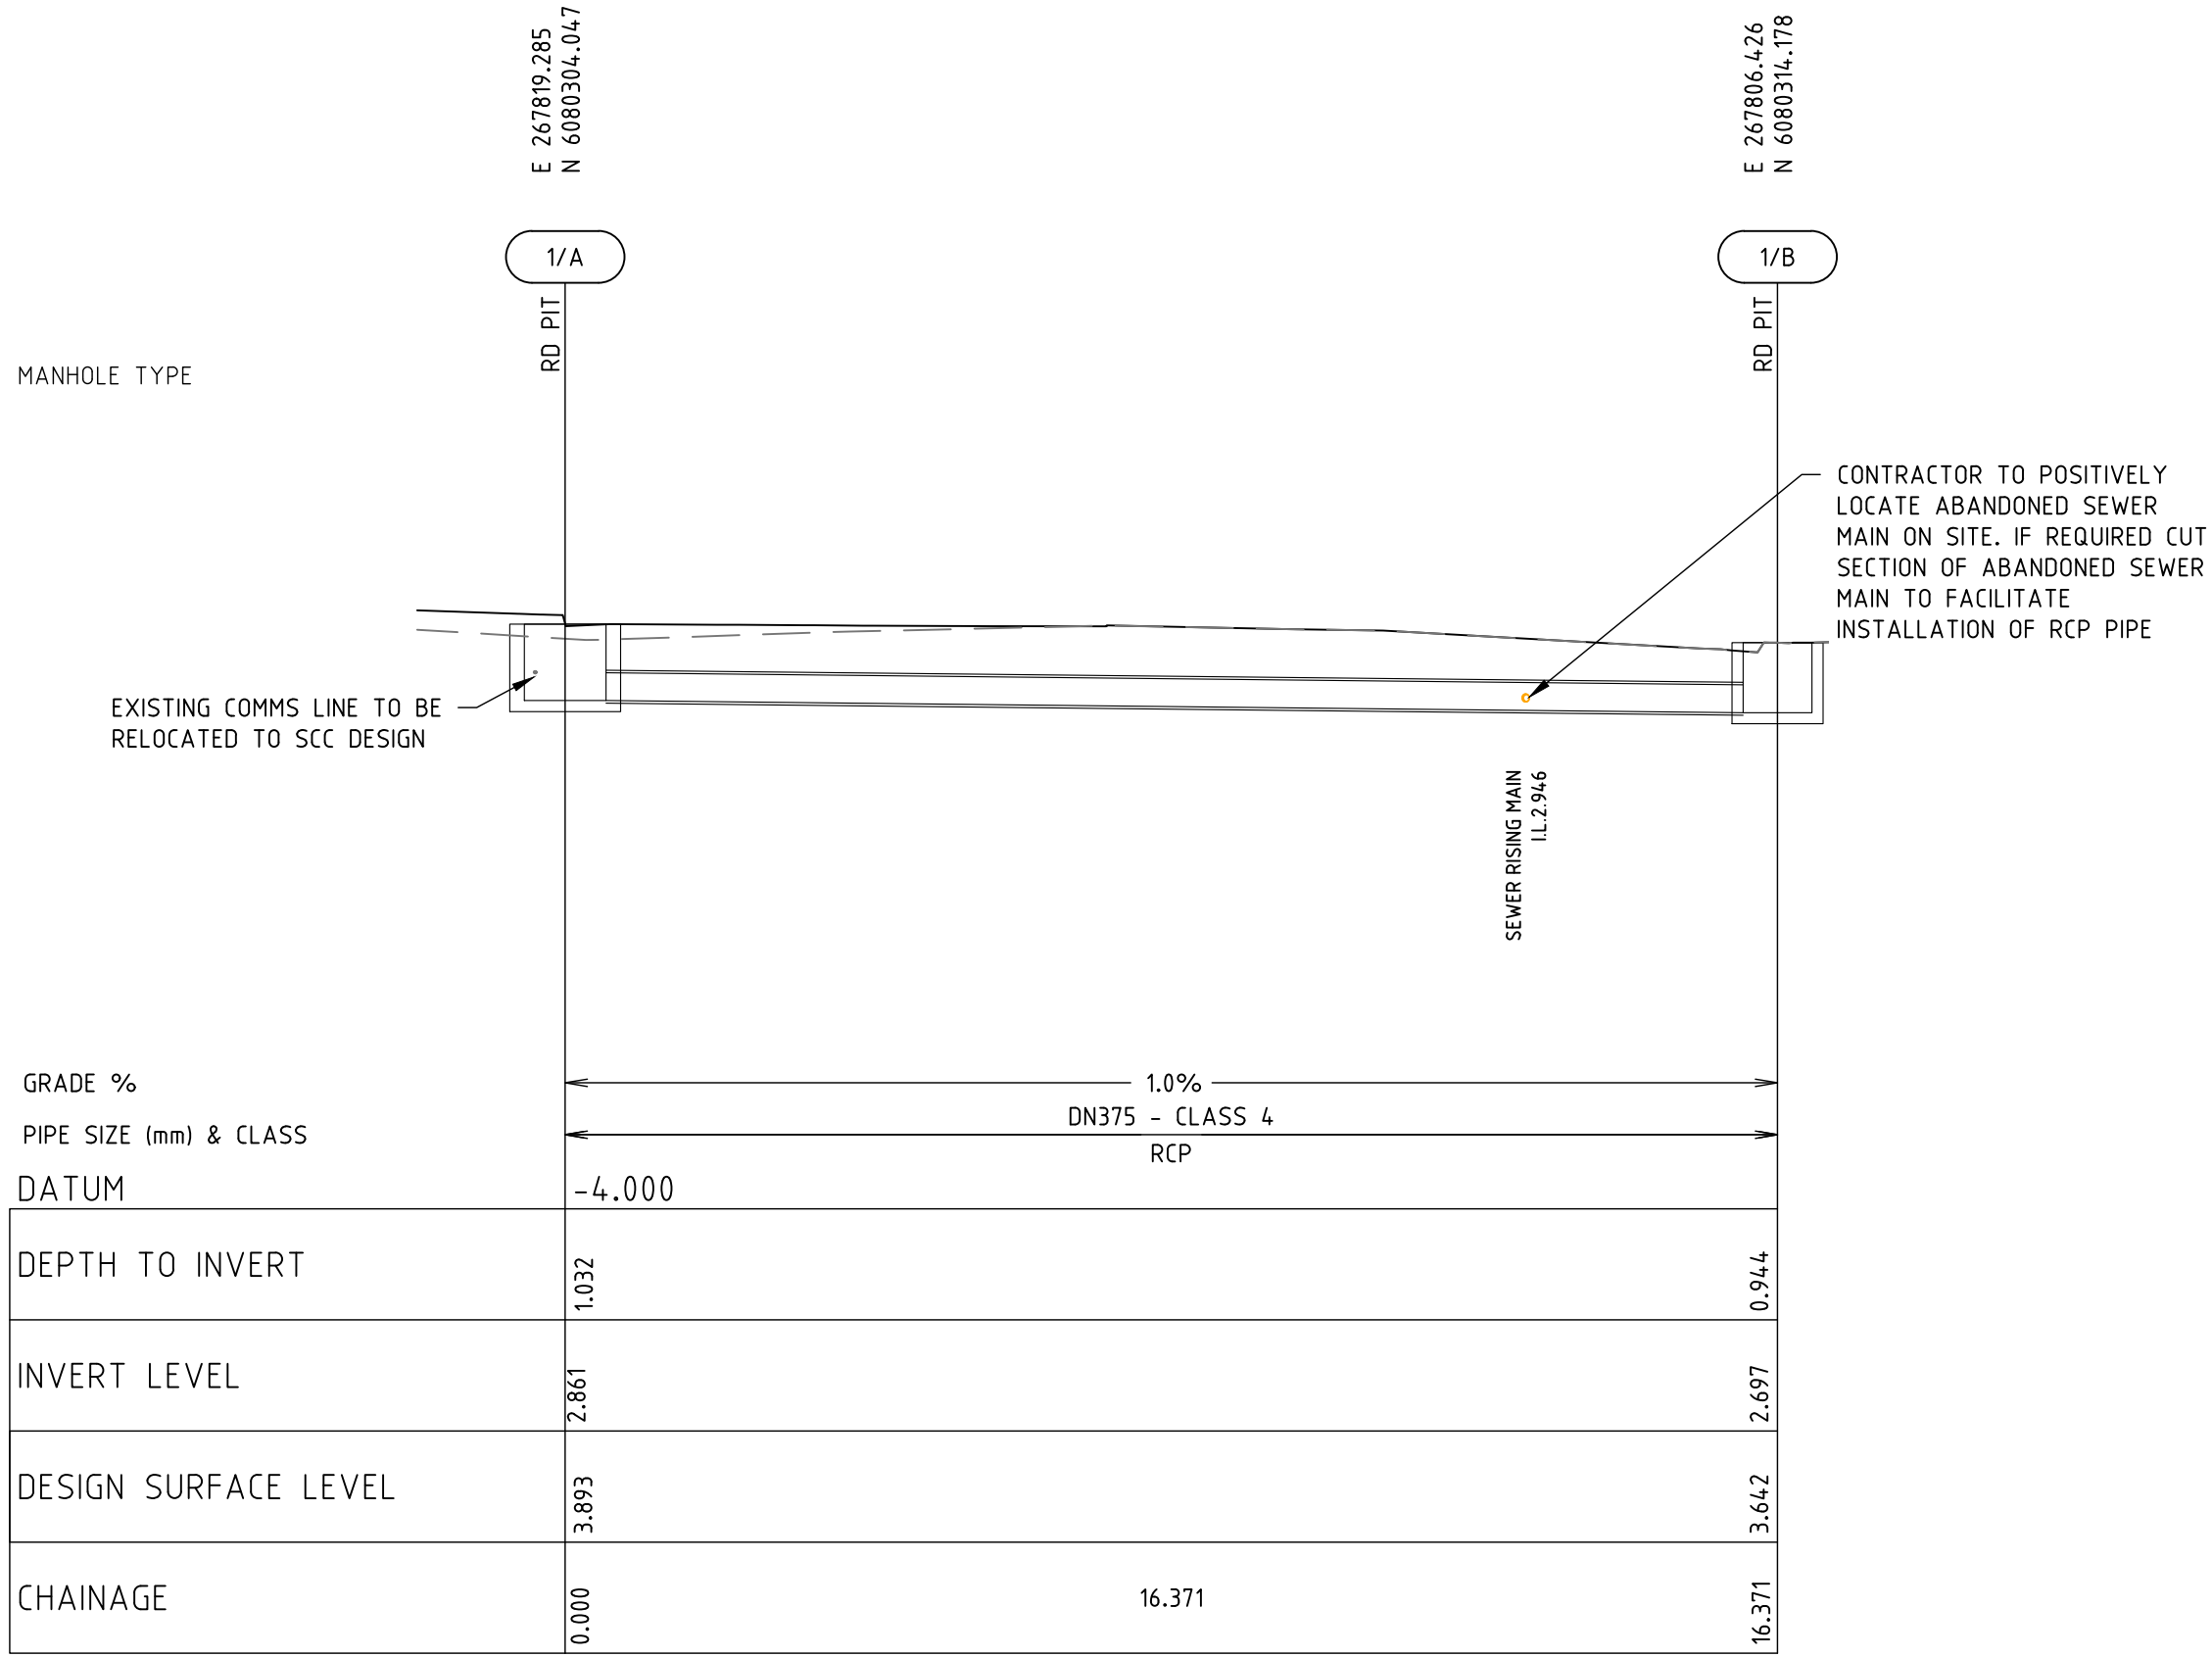 E 267819.285
N 6080304.047
E 267806.426
N 6080314.178
1/A
1/B
RD PIT
RD PIT
MANHOLE TYPE
CONTRACTOR TO POSITIVELY
LOCATE ABANDONED SEWER
MAIN ON SITE. IF REQUIRED CUT
SECTION OF ABANDONED SEWER
MAIN TO FACILITATE
INSTALLATION OF RCP PIPE
EXISTING COMMS LINE TO BE
RELOCATED TO SCC DESIGN
SEWER RISING MAIN
I.L.2.946
GRADE %
1.0%
PIPE SIZE (mm) & CLASS
DN375 - CLASS 4
RCP
DATUM
-4.000
DEPTH TO INVERT
1.032
0.944
INVERT LEVEL
2.861
2.697
DESIGN SURFACE LEVEL
3.893
3.642
CHAINAGE
0.000
16.371
16.371